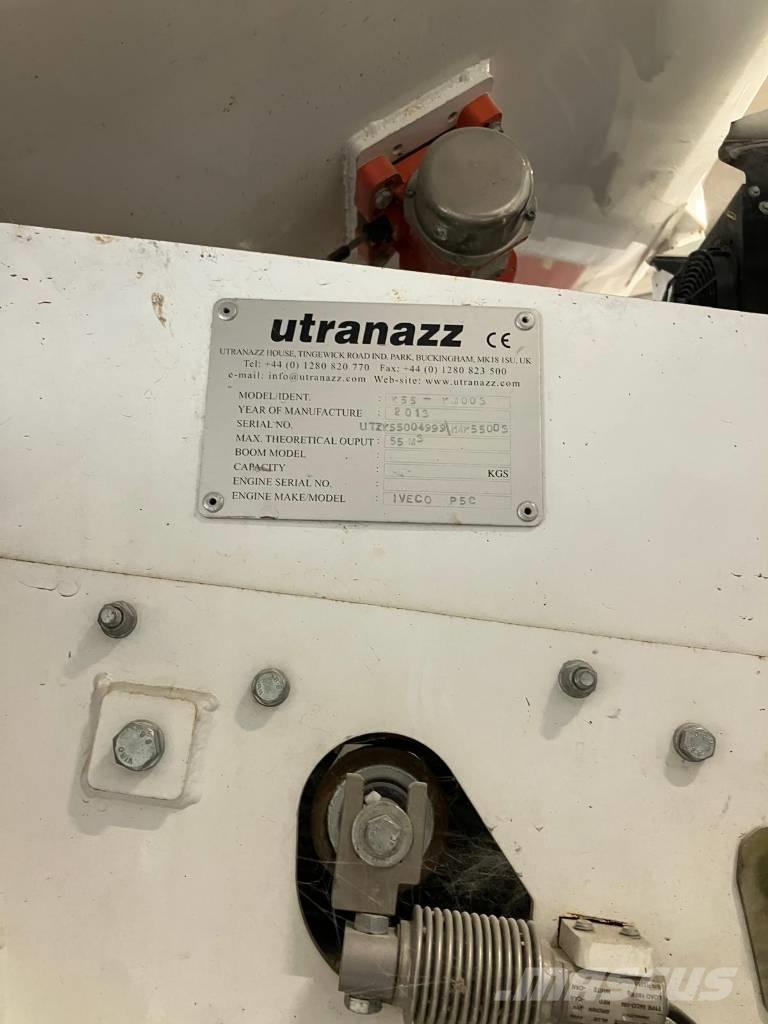 utranazz CE
UTRANAZZ HOUSE, TINGEWICK ROAD IND. PARK, BUCKINGHAM, MK18 1SU, UK
Tel: +44 (0) 1280 820 770 Fax: +44 (0) 1280 823 500
e-mail: info@utranazz.com Web-site: www.utranazz.com
MODEL/IDENT. :
YEAR OF MANUFACTURE : 2013
SERIAL NO. :
MAX. THEORETICAL OUPUT : 55 M3
BOOM MODEL :
CAPACITY : KGS
ENGINE SERIAL NO. :
ENGINE MAKE/MODEL : IVECO P5C
MASCUS